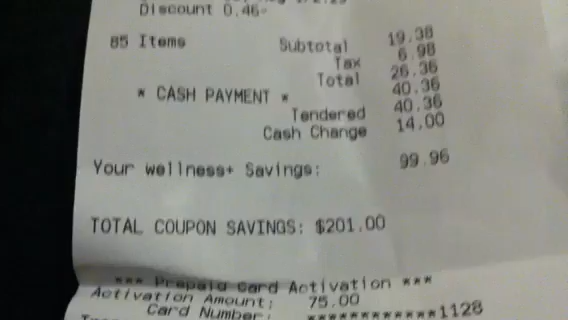 Discount 0.46-
85 Items Subtotal 19.38
Tax 6.98
Total 26.36
* CASH PAYMENT * 40.36
Tendered 40.36
Cash Change 14.00
Your wellness+ Savings: 99.96
TOTAL COUPON SAVINGS: $201.00
*** Prepaid Card Activation ***
Activation Amount: 75.00
Card Number: ************1128